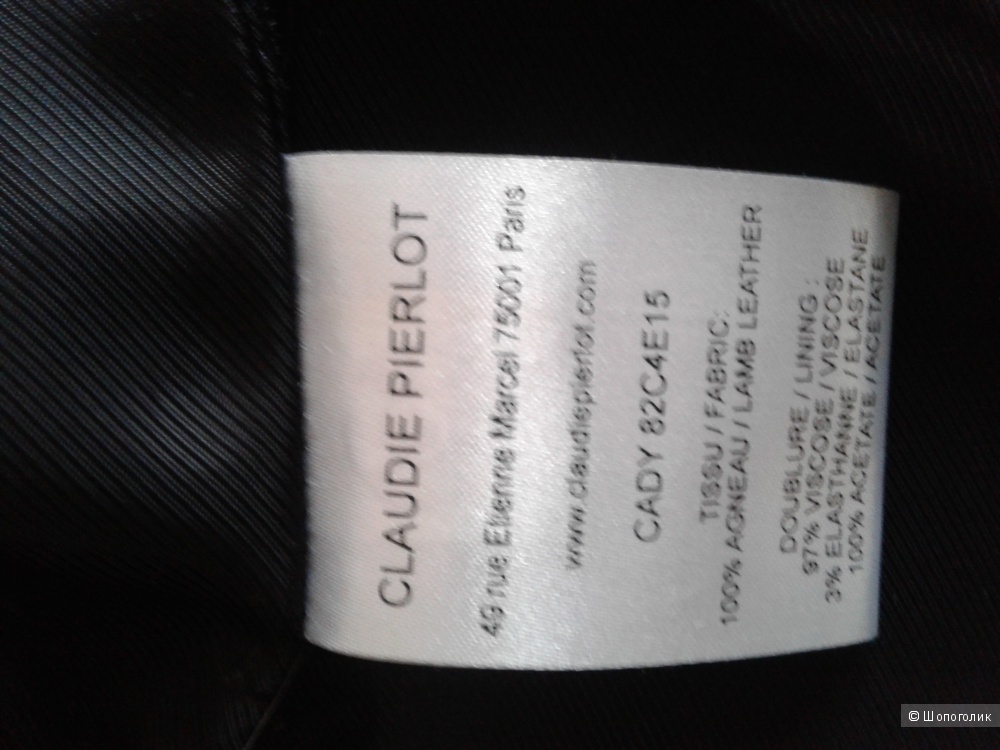 CLAUDIE PIERLOT
49 rue Etienne Marcel 75001 Paris
www.claudiepierlot.com
CADY 82C4E15
TISSU / FABRIC:
100% AGNEAU / LAMB LEATHER
DOUBLURE / LINING :
97% VISCOSE / VISCOSE
3% ELASTHANNE / ELASTANE
100% ACETATE / ACETATE
© Шопоголик